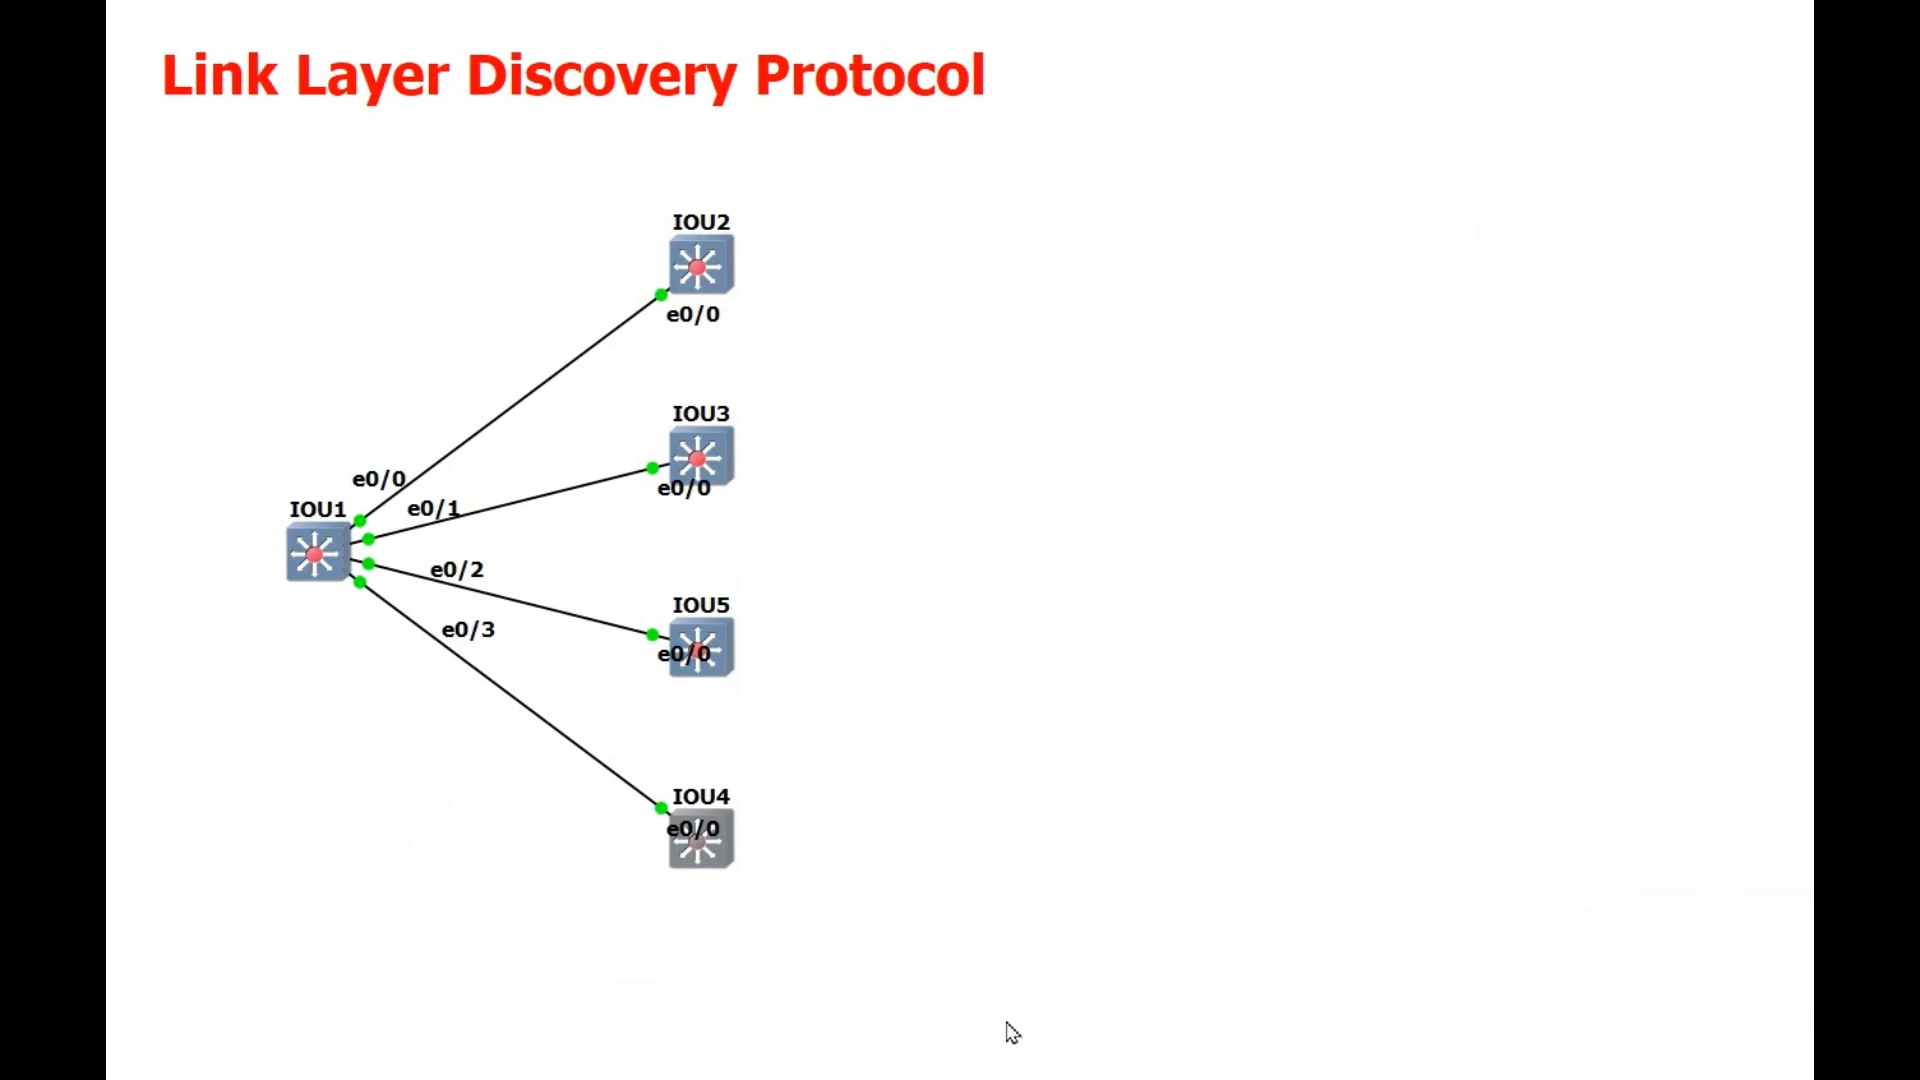 Link Layer Discovery Protocol
IOU2
e0/0
IOU3
e0/0
e0/0
e0/1
IOU1
e0/2
e0/3
IOU5
e0/0
IOU4
e0/0